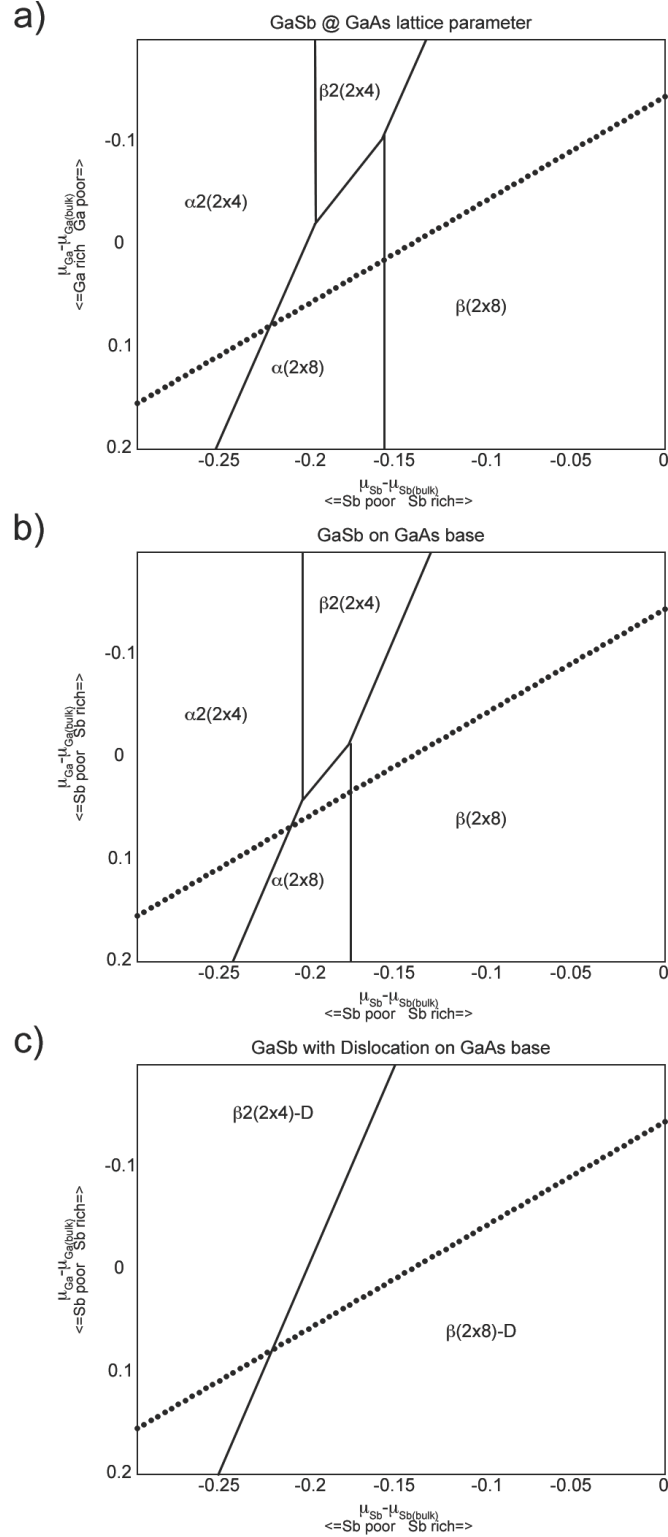 a)
GaSb @ GaAs lattice parameter
β2(2x4)
-0.1
α2(2x4)
μGa-μGa(bulk)
<=Ga rich Ga poor=>
0
β(2x8)
0.1
α(2x8)
0.2
-0.25 -0.2 -0.15 -0.1 -0.05 0
μSb-μSb(bulk)
<=Sb poor Sb rich=>
b)
GaSb on GaAs base
β2(2x4)
-0.1
α2(2x4)
μGa-μGa(bulk)
<=Sb poor Sb rich=>
0
β(2x8)
0.1
α(2x8)
0.2
-0.25 -0.2 -0.15 -0.1 -0.05 0
μSb-μSb(bulk)
<=Sb poor Sb rich=>
c)
GaSb with Dislocation on GaAs base
β2(2x4)-D
-0.1
μGa-μGa(bulk)
<=Sb poor Sb rich=>
0
β(2x8)-D
0.1
0.2
-0.25 -0.2 -0.15 -0.1 -0.05 0
μSb-μSb(bulk)
<=Sb poor Sb rich=>